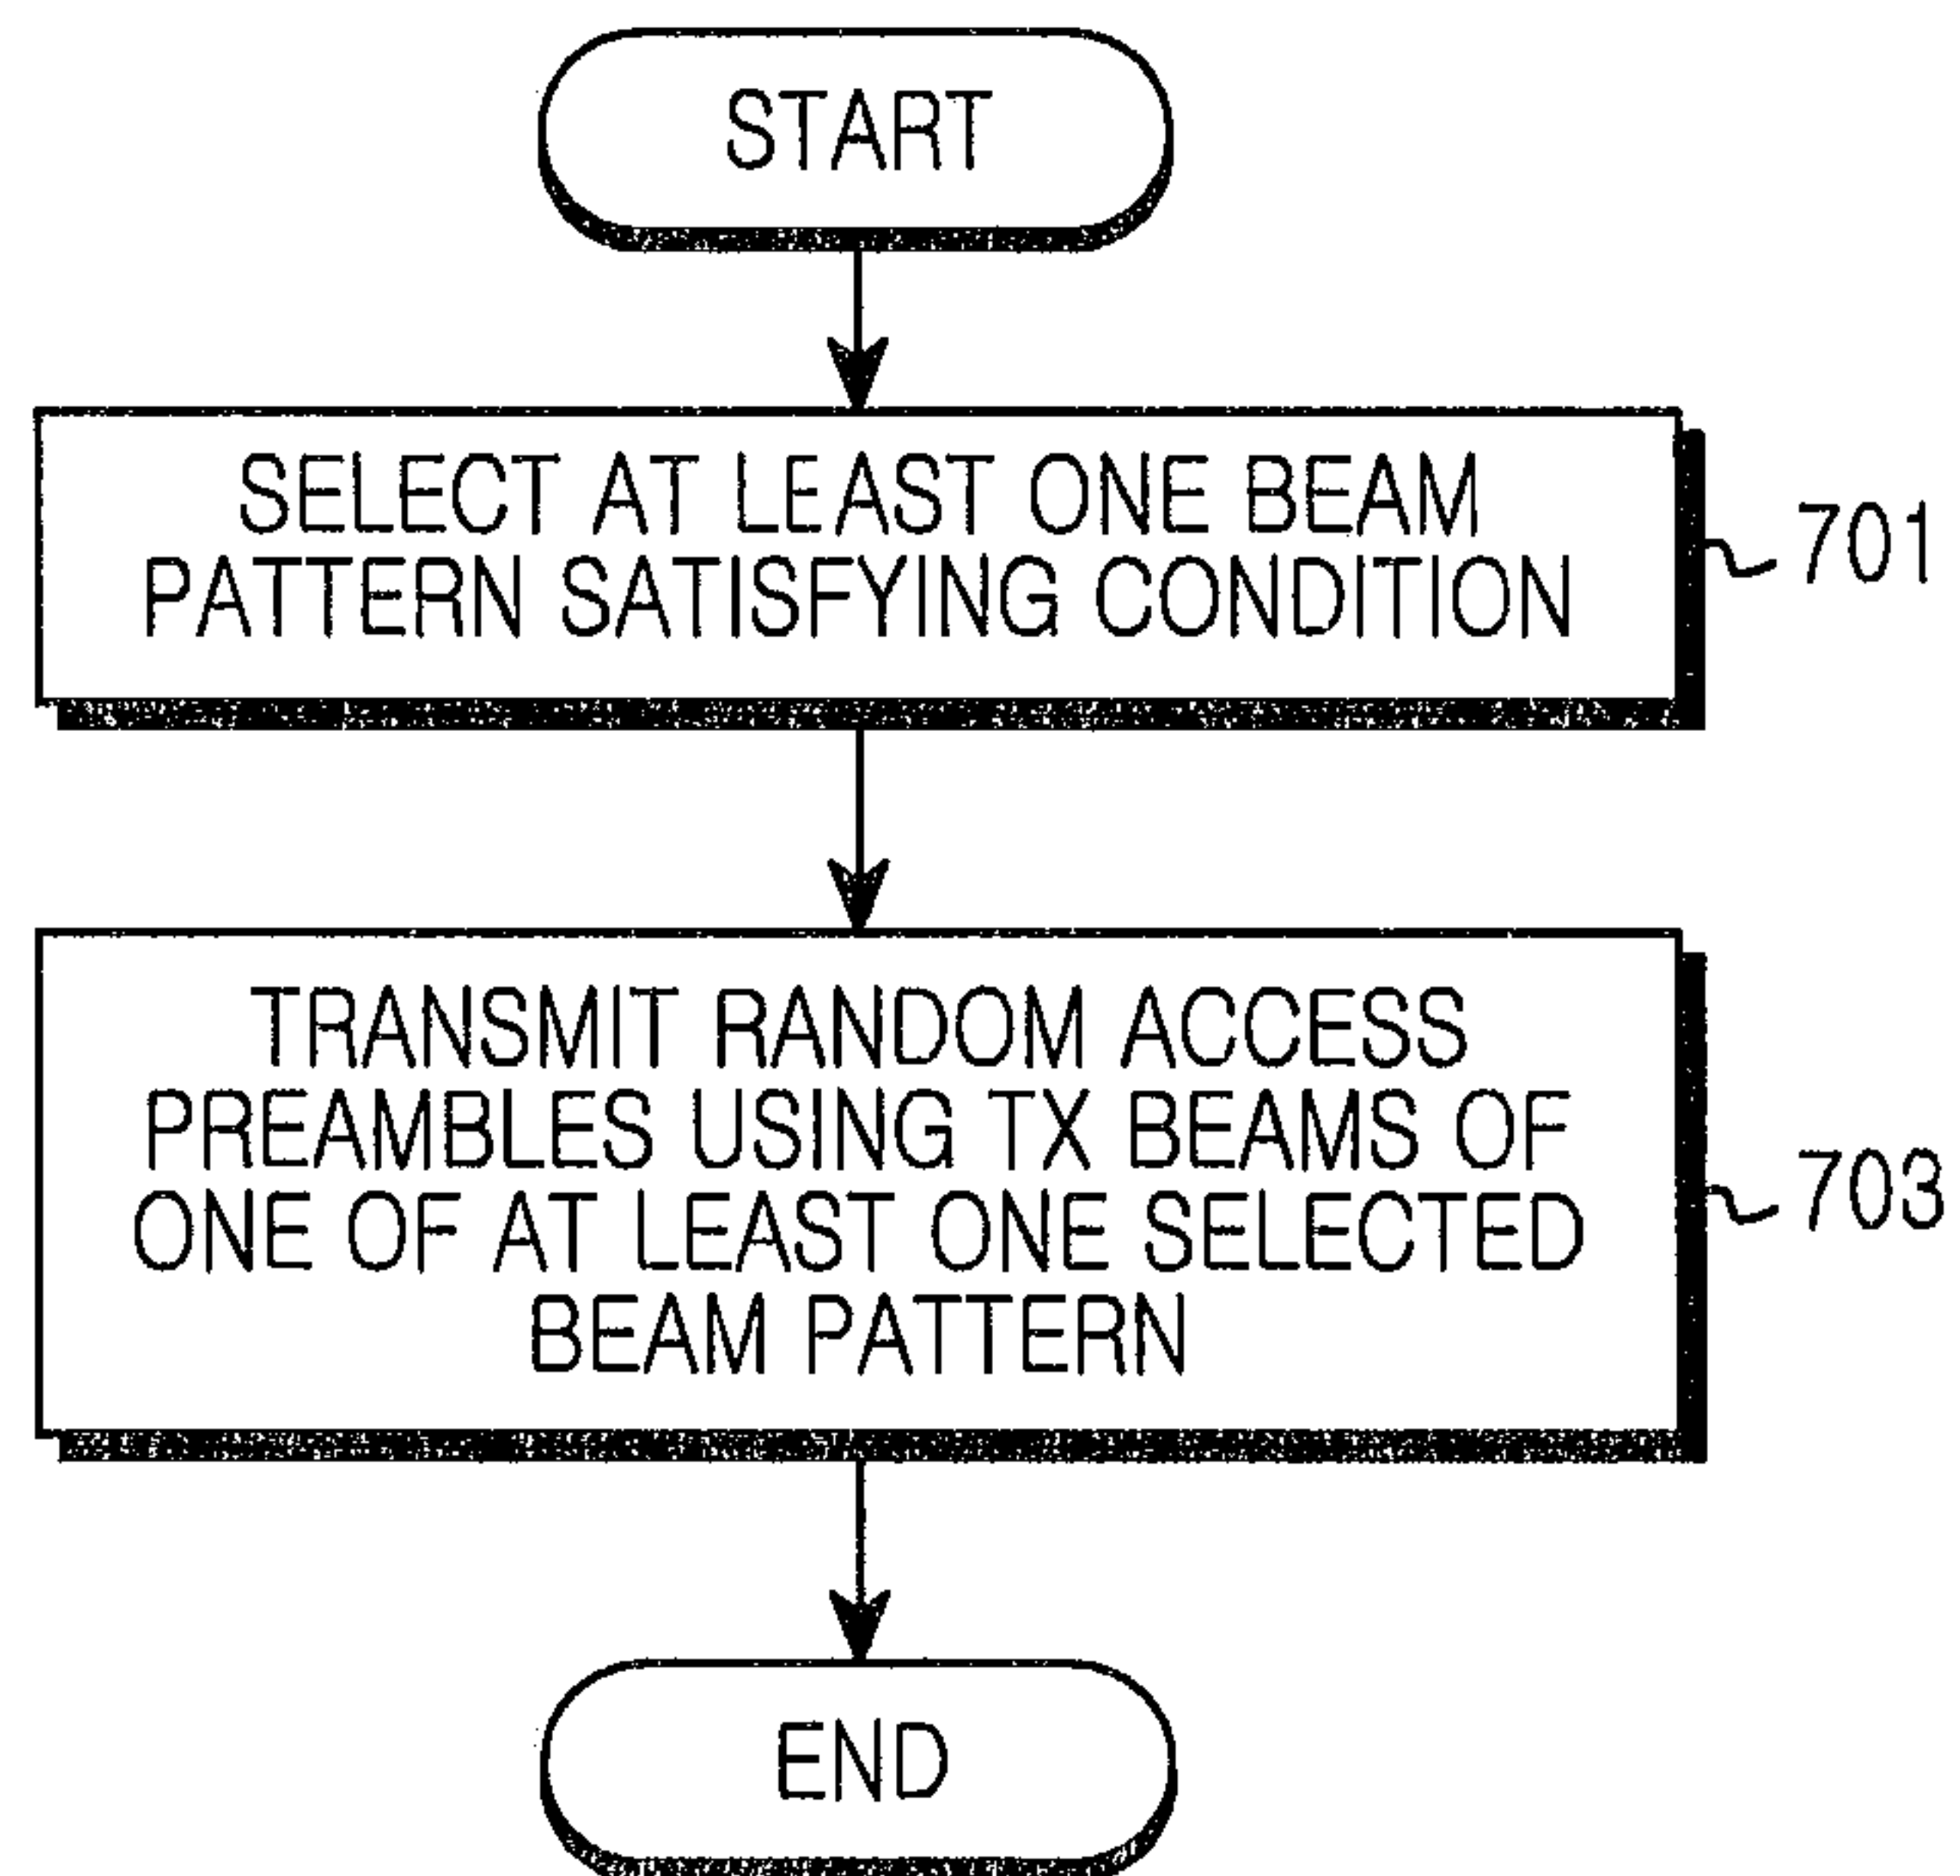 START
SELECT AT LEAST ONE BEAM
PATTERN SATISFYING CONDITION
701
TRANSMIT RANDOM ACCESS
PREAMBLES USING TX BEAMS OF
ONE OF AT LEAST ONE SELECTED
BEAM PATTERN
703
END